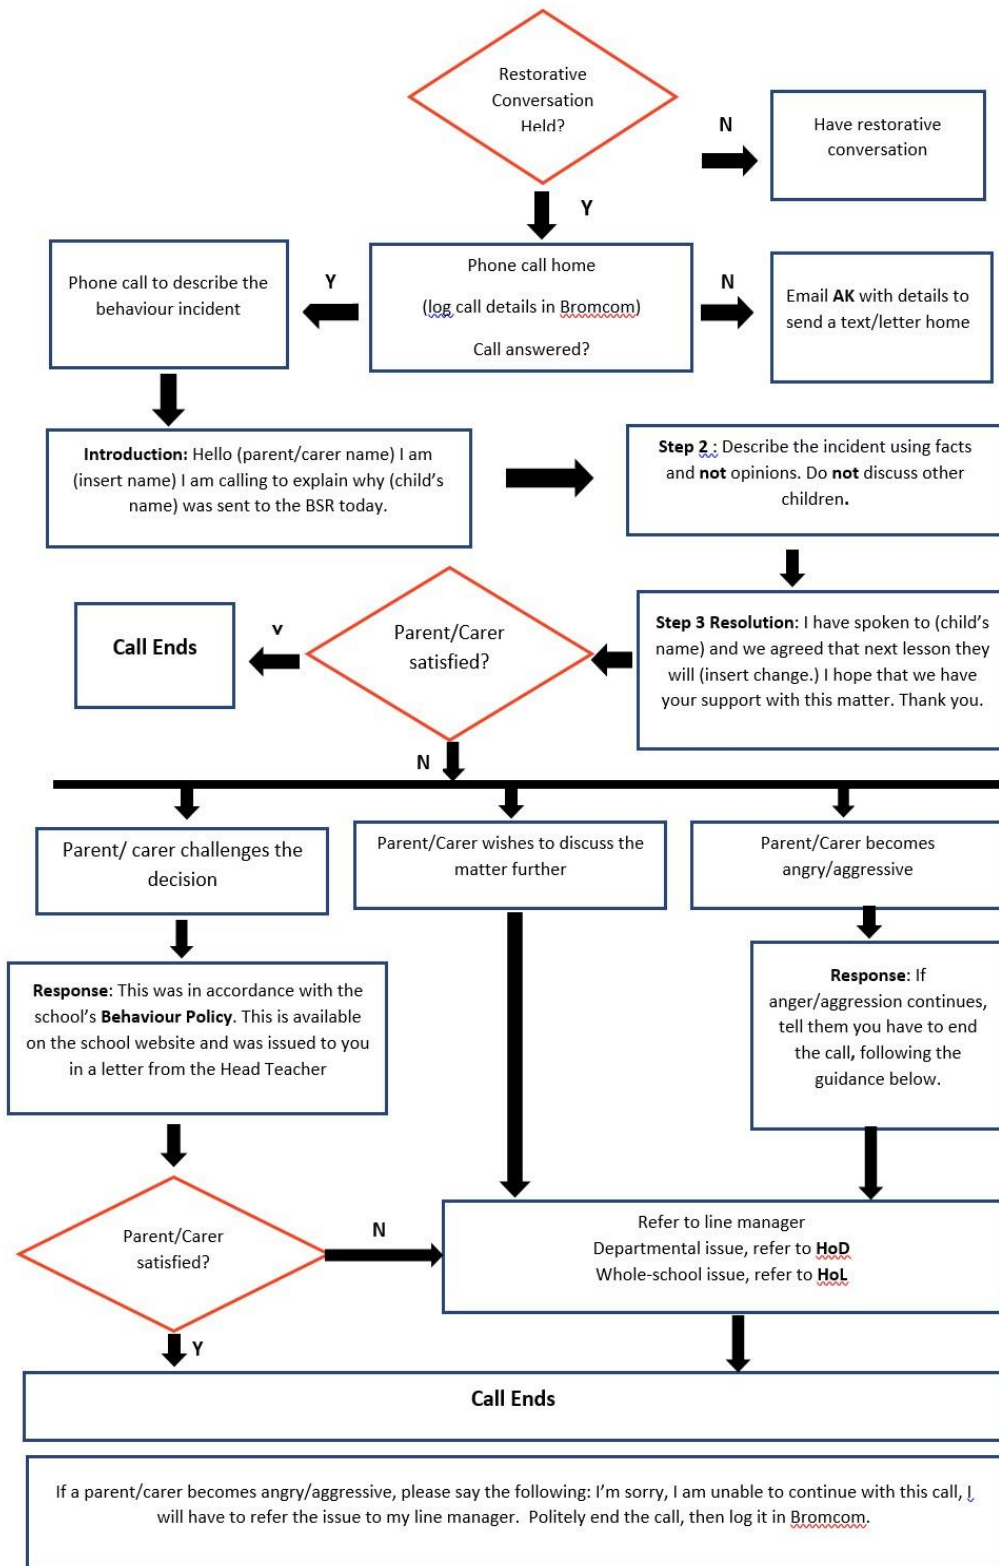 Restorative
Conversation
Held?
N
Have restorative
conversation
Y
Phone call to describe the
behaviour incident
Y
Phone call home
(log call details in Bromcom)
Call answered?
N
Email AK with details to
send a text/letter home
Introduction: Hello (parent/carer name) I am
(insert name) I am calling to explain why (child's
name) was sent to the BSR today.
Step 2 : Describe the incident using facts
and not opinions. Do not discuss other
children.
Step 3 Resolution: I have spoken to (child's
name) and we agreed that next lesson they
will (insert change.) I hope that we have
your support with this matter. Thank you.
Parent/Carer
satisfied?
Y
Call Ends
N
Parent/ carer challenges the
decision
Parent/Carer wishes to discuss the
matter further
Parent/Carer becomes
angry/aggressive
Response: This was in accordance with the
school's Behaviour Policy. This is available
on the school website and was issued to you
in a letter from the Head Teacher
Response: If
anger/aggression continues,
tell them you have to end
the call, following the
guidance below.
Parent/Carer
satisfied?
N
Refer to line manager
Departmental issue, refer to HoD
Whole-school issue, refer to HoL
Y
Call Ends
If a parent/carer becomes angry/aggressive, please say the following: I'm sorry, I am unable to continue with this call, I
will have to refer the issue to my line manager.  Politely end the call, then log it in Bromcom.